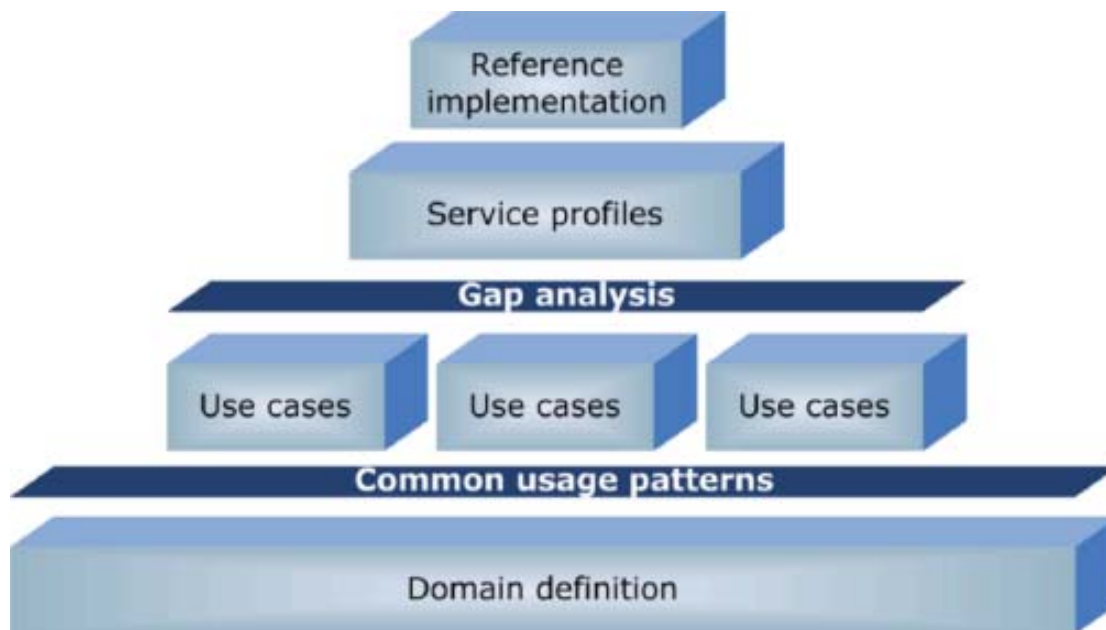 Reference
implementation
Service profiles
Gap analysis
Use cases Use cases Use cases
Common usage patterns
Domain definition